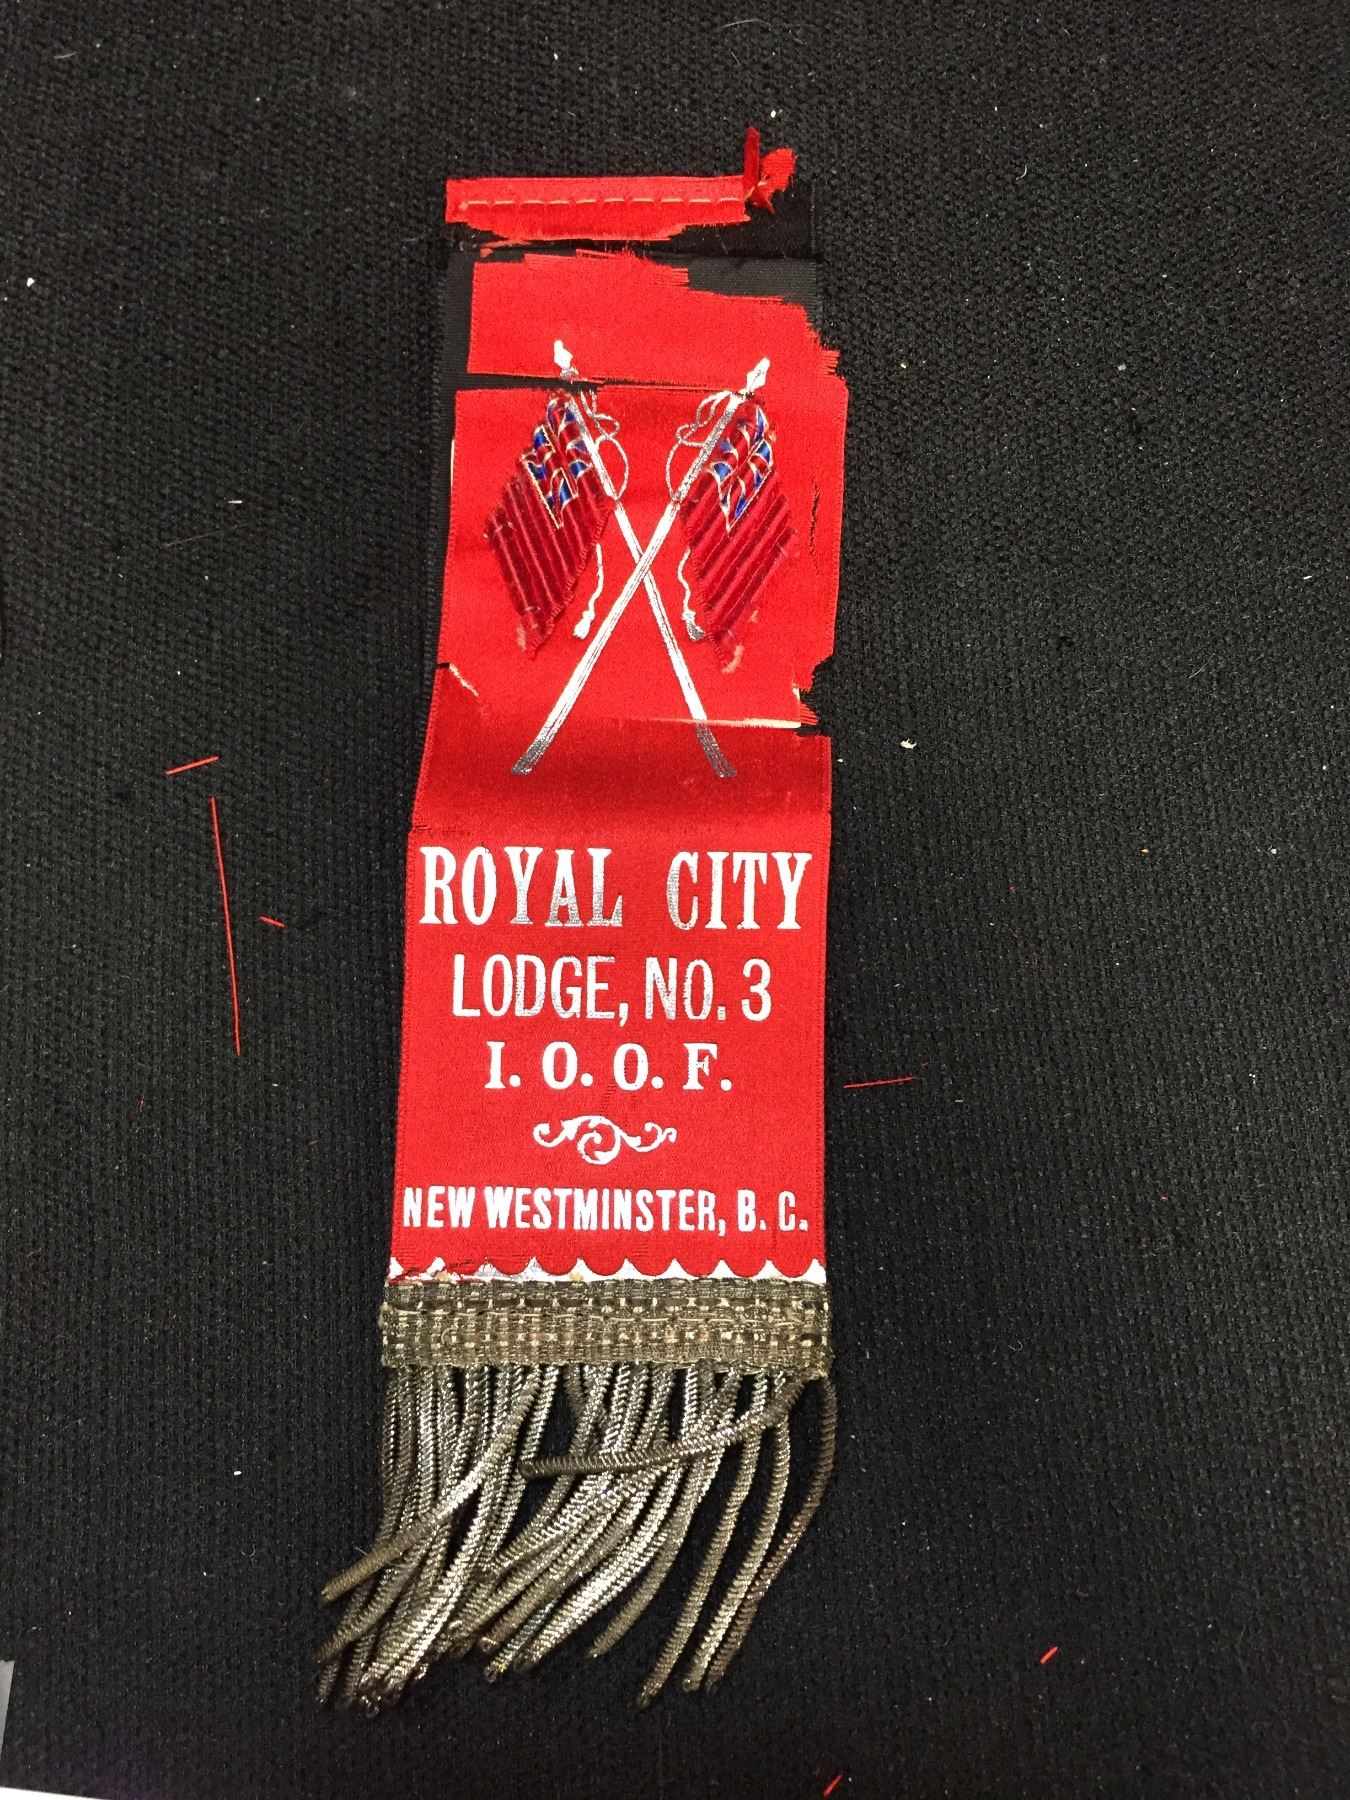 ROYAL CITY
LODGE, NO. 3
I. O. O. F.
NEW WESTMINSTER, B. C.